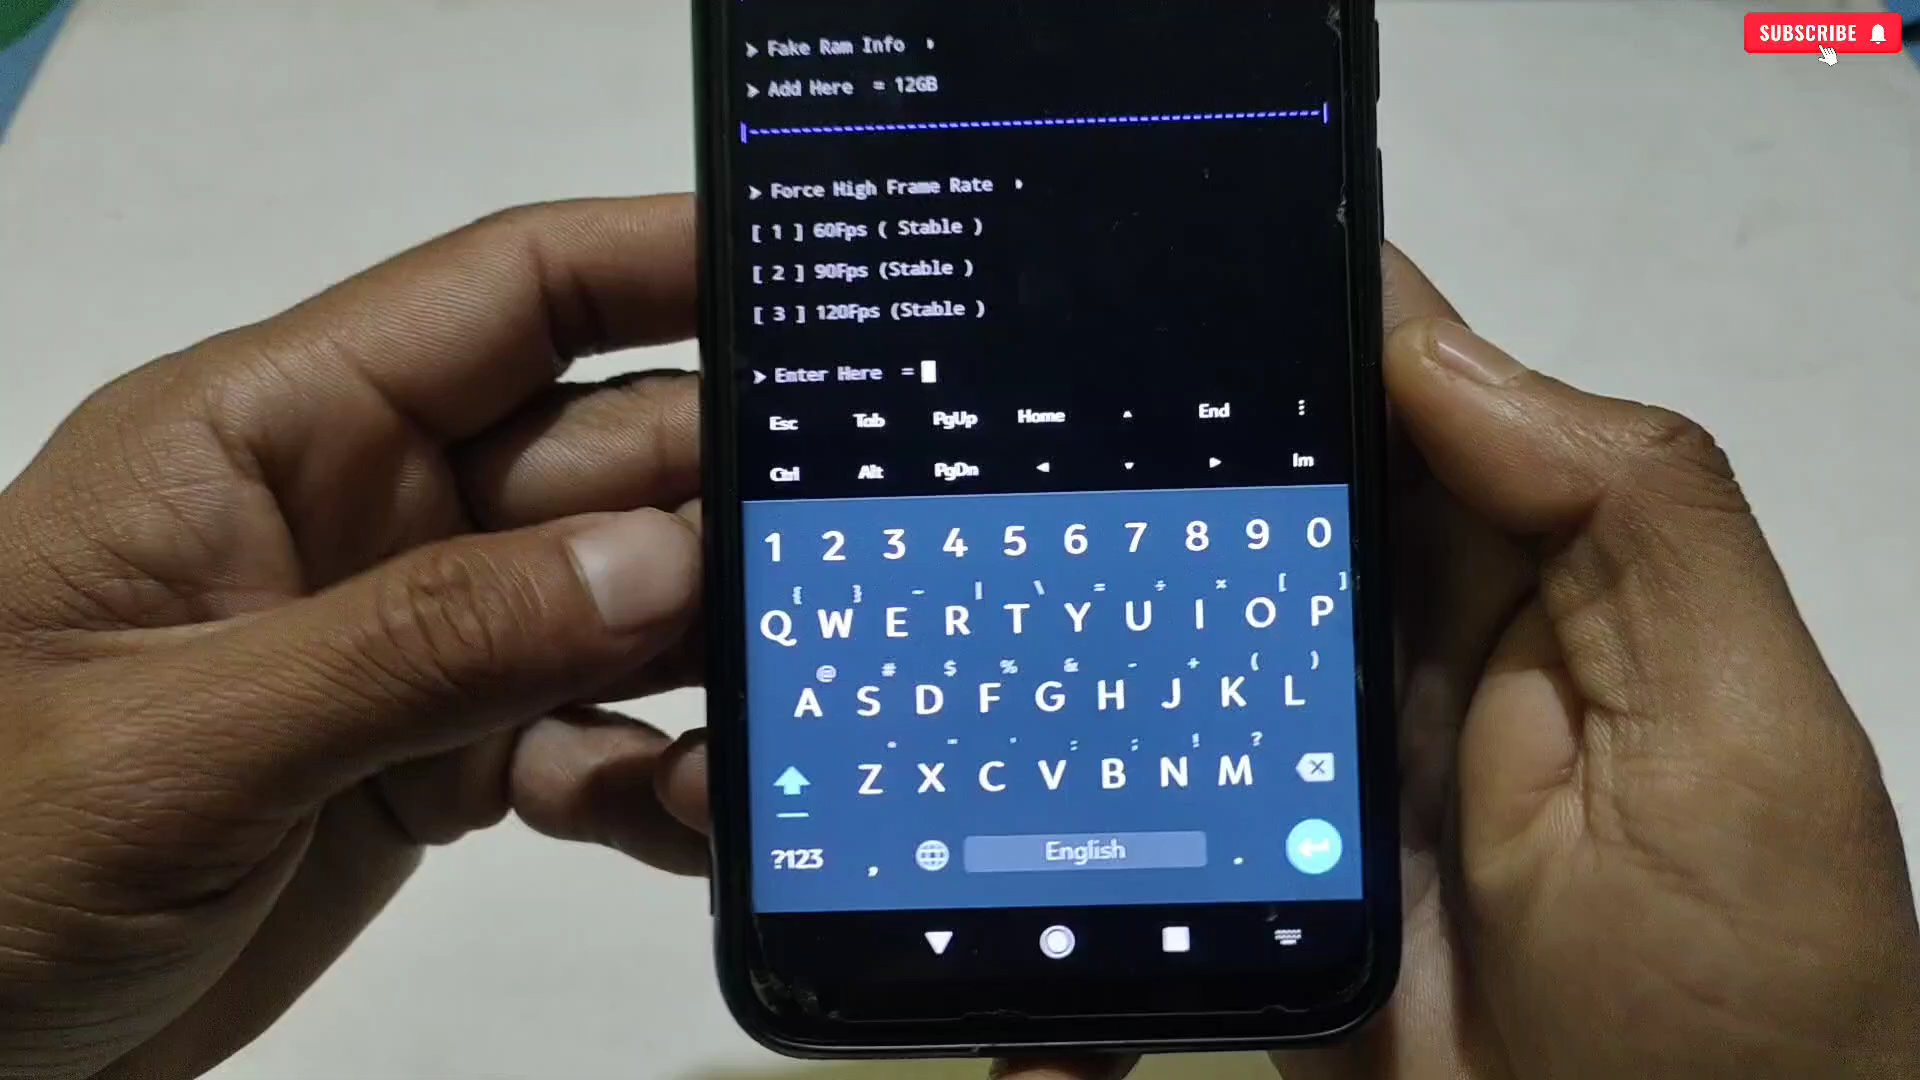 SUBSCRIBE
> Fake Ram Info
> Add Here = 12GB
> Force High Frame Rate
[ 1 ] 60Fps ( Stable )
[ 2 ] 90Fps (Stable )
[ 3 ] 120Fps (Stable )
> Enter Here =
Esc Tab PgUp Home End
Ctrl Alt PgDn Im
1 2 3 4 5 6 7 8 9 0
Q W E R T Y U I O P
@ # $ % & - + ( )
A S D F G H J K L
Z X C V B N M
?123 , English .